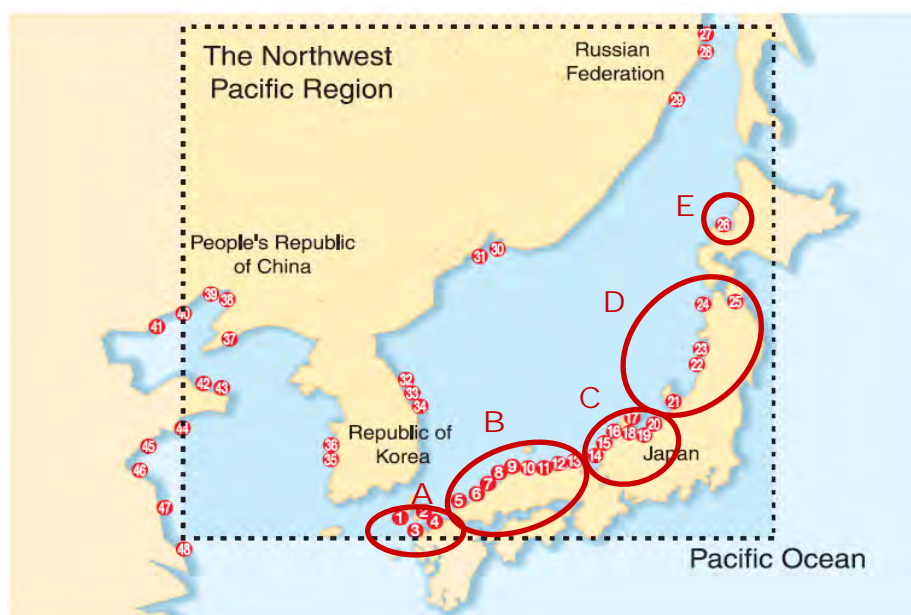 The Northwest
Pacific Region
Russian
Federation
27
28
29
E
26
People's Republic
of China
31 30
39 38
40
41
37
D
24 25
23
22
21
42 43
32
33
34
C
B
17
16 18 19 20
15
14
Japan
44
45
46
36
35
Republic of
Korea
9 10 11 12 13
8
7
6
5
A
1 2 4
3
47
48
Pacific Ocean